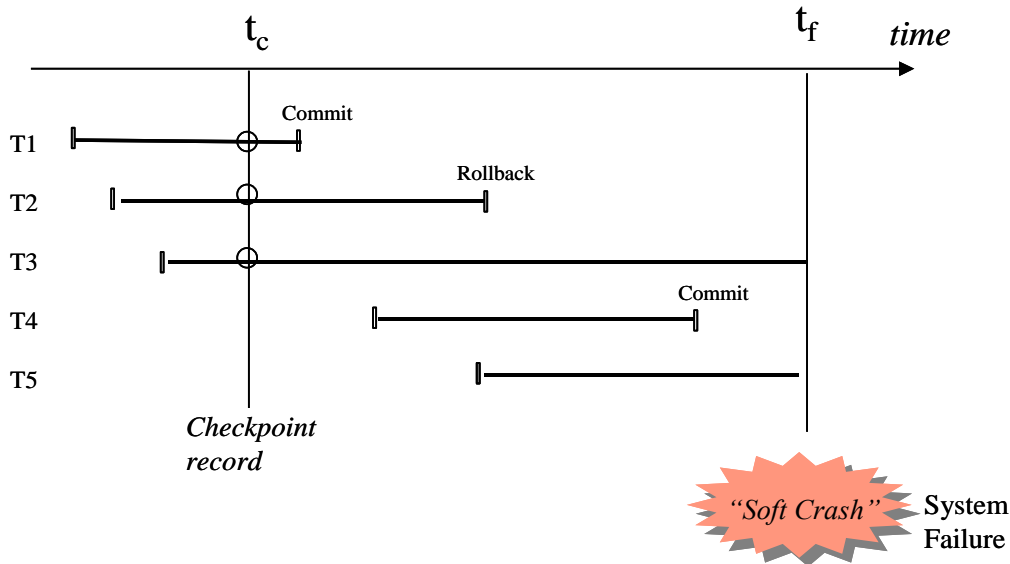 tc
tf
time
Commit
T1
Rollback
T2
T3
Commit
T4
T5
Checkpoint
record
“Soft Crash”
System
Failure